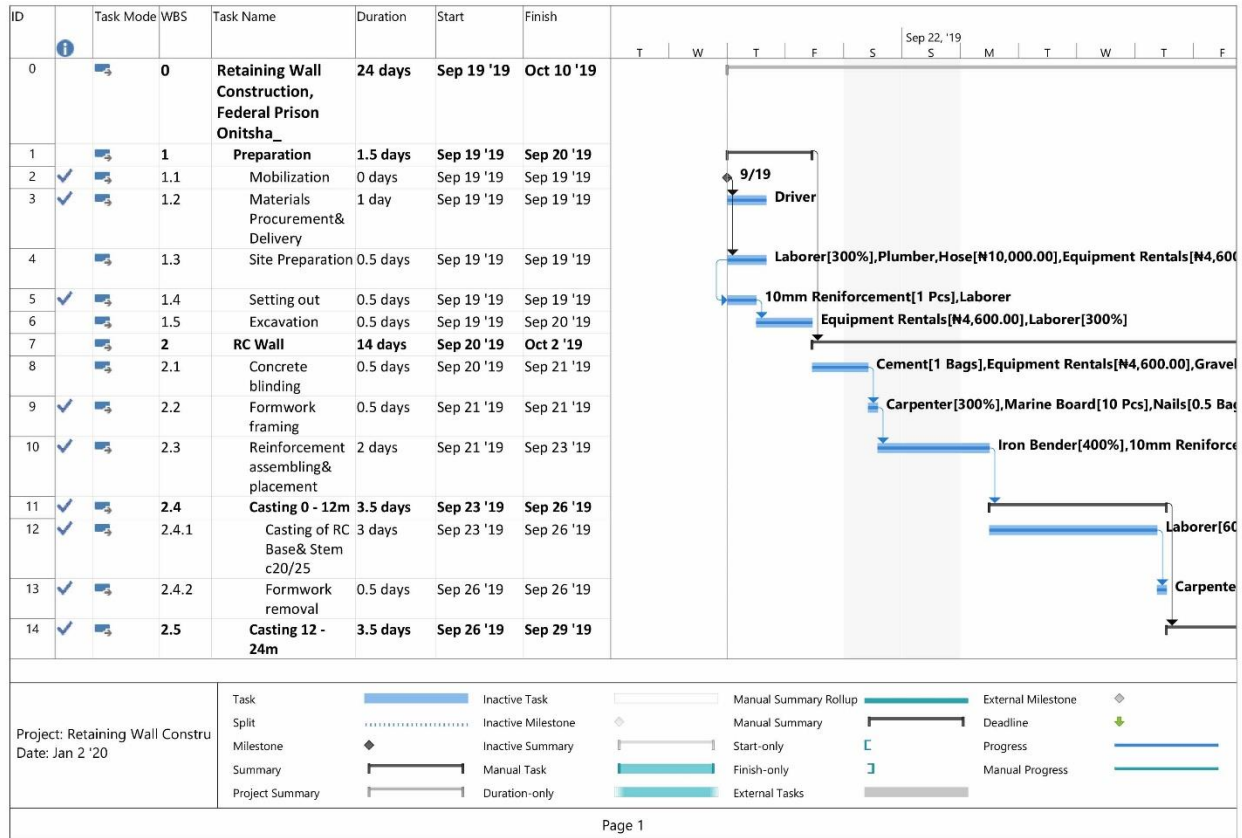 ID Task Mode WBS Task Name Duration Start Finish
Sep 22, '19
T W T F S S M T W T F
0 0 Retaining Wall 24 days Sep 19 '19 Oct 10 '19
Construction,
Federal Prison
Onitsha_
1 1 Preparation 1.5 days Sep 19 '19 Sep 20 '19
2 1.1 Mobilization 0 days Sep 19 '19 Sep 19 '19 9/19
3 1.2 Materials 1 day Sep 19 '19 Sep 19 '19 Driver
Procurement&
Delivery
4 1.3 Site Preparation 0.5 days Sep 19 '19 Sep 19 '19 Laborer[300%],Plumber,Hose[₦10,000.00],Equipment Rentals[₦4,600
5 1.4 Setting out 0.5 days Sep 19 '19 Sep 19 '19 10mm Reniforcement[1 Pcs],Laborer
6 1.5 Excavation 0.5 days Sep 19 '19 Sep 20 '19 Equipment Rentals[₦4,600.00],Laborer[300%]
7 2 RC Wall 14 days Sep 20 '19 Oct 2 '19
8 2.1 Concrete 0.5 days Sep 20 '19 Sep 21 '19 Cement[1 Bags],Equipment Rentals[₦4,600.00],Gravel
blinding
9 2.2 Formwork 0.5 days Sep 21 '19 Sep 21 '19 Carpenter[300%],Marine Board[10 Pcs],Nails[0.5 Bag
framing
10 2.3 Reinforcement 2 days Sep 21 '19 Sep 23 '19 Iron Bender[400%],10mm Reniforce
assembling&
placement
11 2.4 Casting 0 - 12m 3.5 days Sep 23 '19 Sep 26 '19
12 2.4.1 Casting of RC 3 days Sep 23 '19 Sep 26 '19 Laborer[60
Base& Stem
c20/25
13 2.4.2 Formwork 0.5 days Sep 26 '19 Sep 26 '19 Carpente
removal
14 2.5 Casting 12 - 3.5 days Sep 26 '19 Sep 29 '19
24m
Project: Retaining Wall Constru
Date: Jan 2 '20
Task Inactive Task Manual Summary Rollup External Milestone
Split Inactive Milestone Manual Summary Deadline
Milestone Inactive Summary Start-only Progress
Summary Manual Task Finish-only Manual Progress
Project Summary Duration-only External Tasks
Page 1